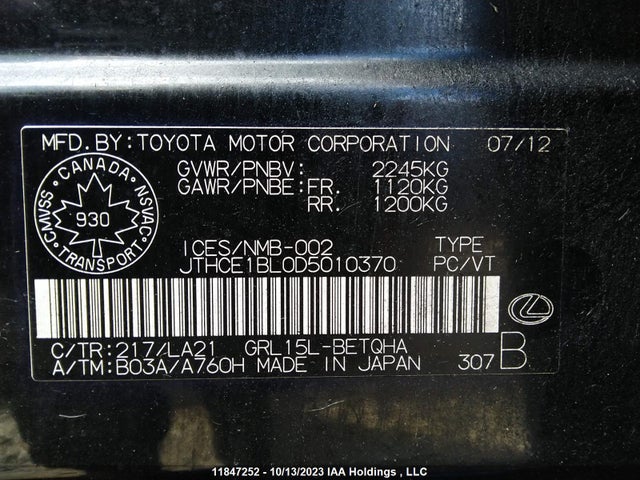 MFD.BY:TOYOTA MOTOR CORPORATION 07/12
GVWR/PNBV: 2245KG
GAWR/PNBE:FR. 1120KG
RR. 1200KG
CANADA
CMVSS 930 NSVAC
TRANSPORT
ICES/NMB-002 TYPE
JTHCE1BL0D5010370 PC/VT
C/TR:217/LA21 GRL15L-BETQHA
A/TM:B03A/A760H MADE IN JAPAN 307 B
11847252 - 10/13/2023 IAA Holdings , LLC